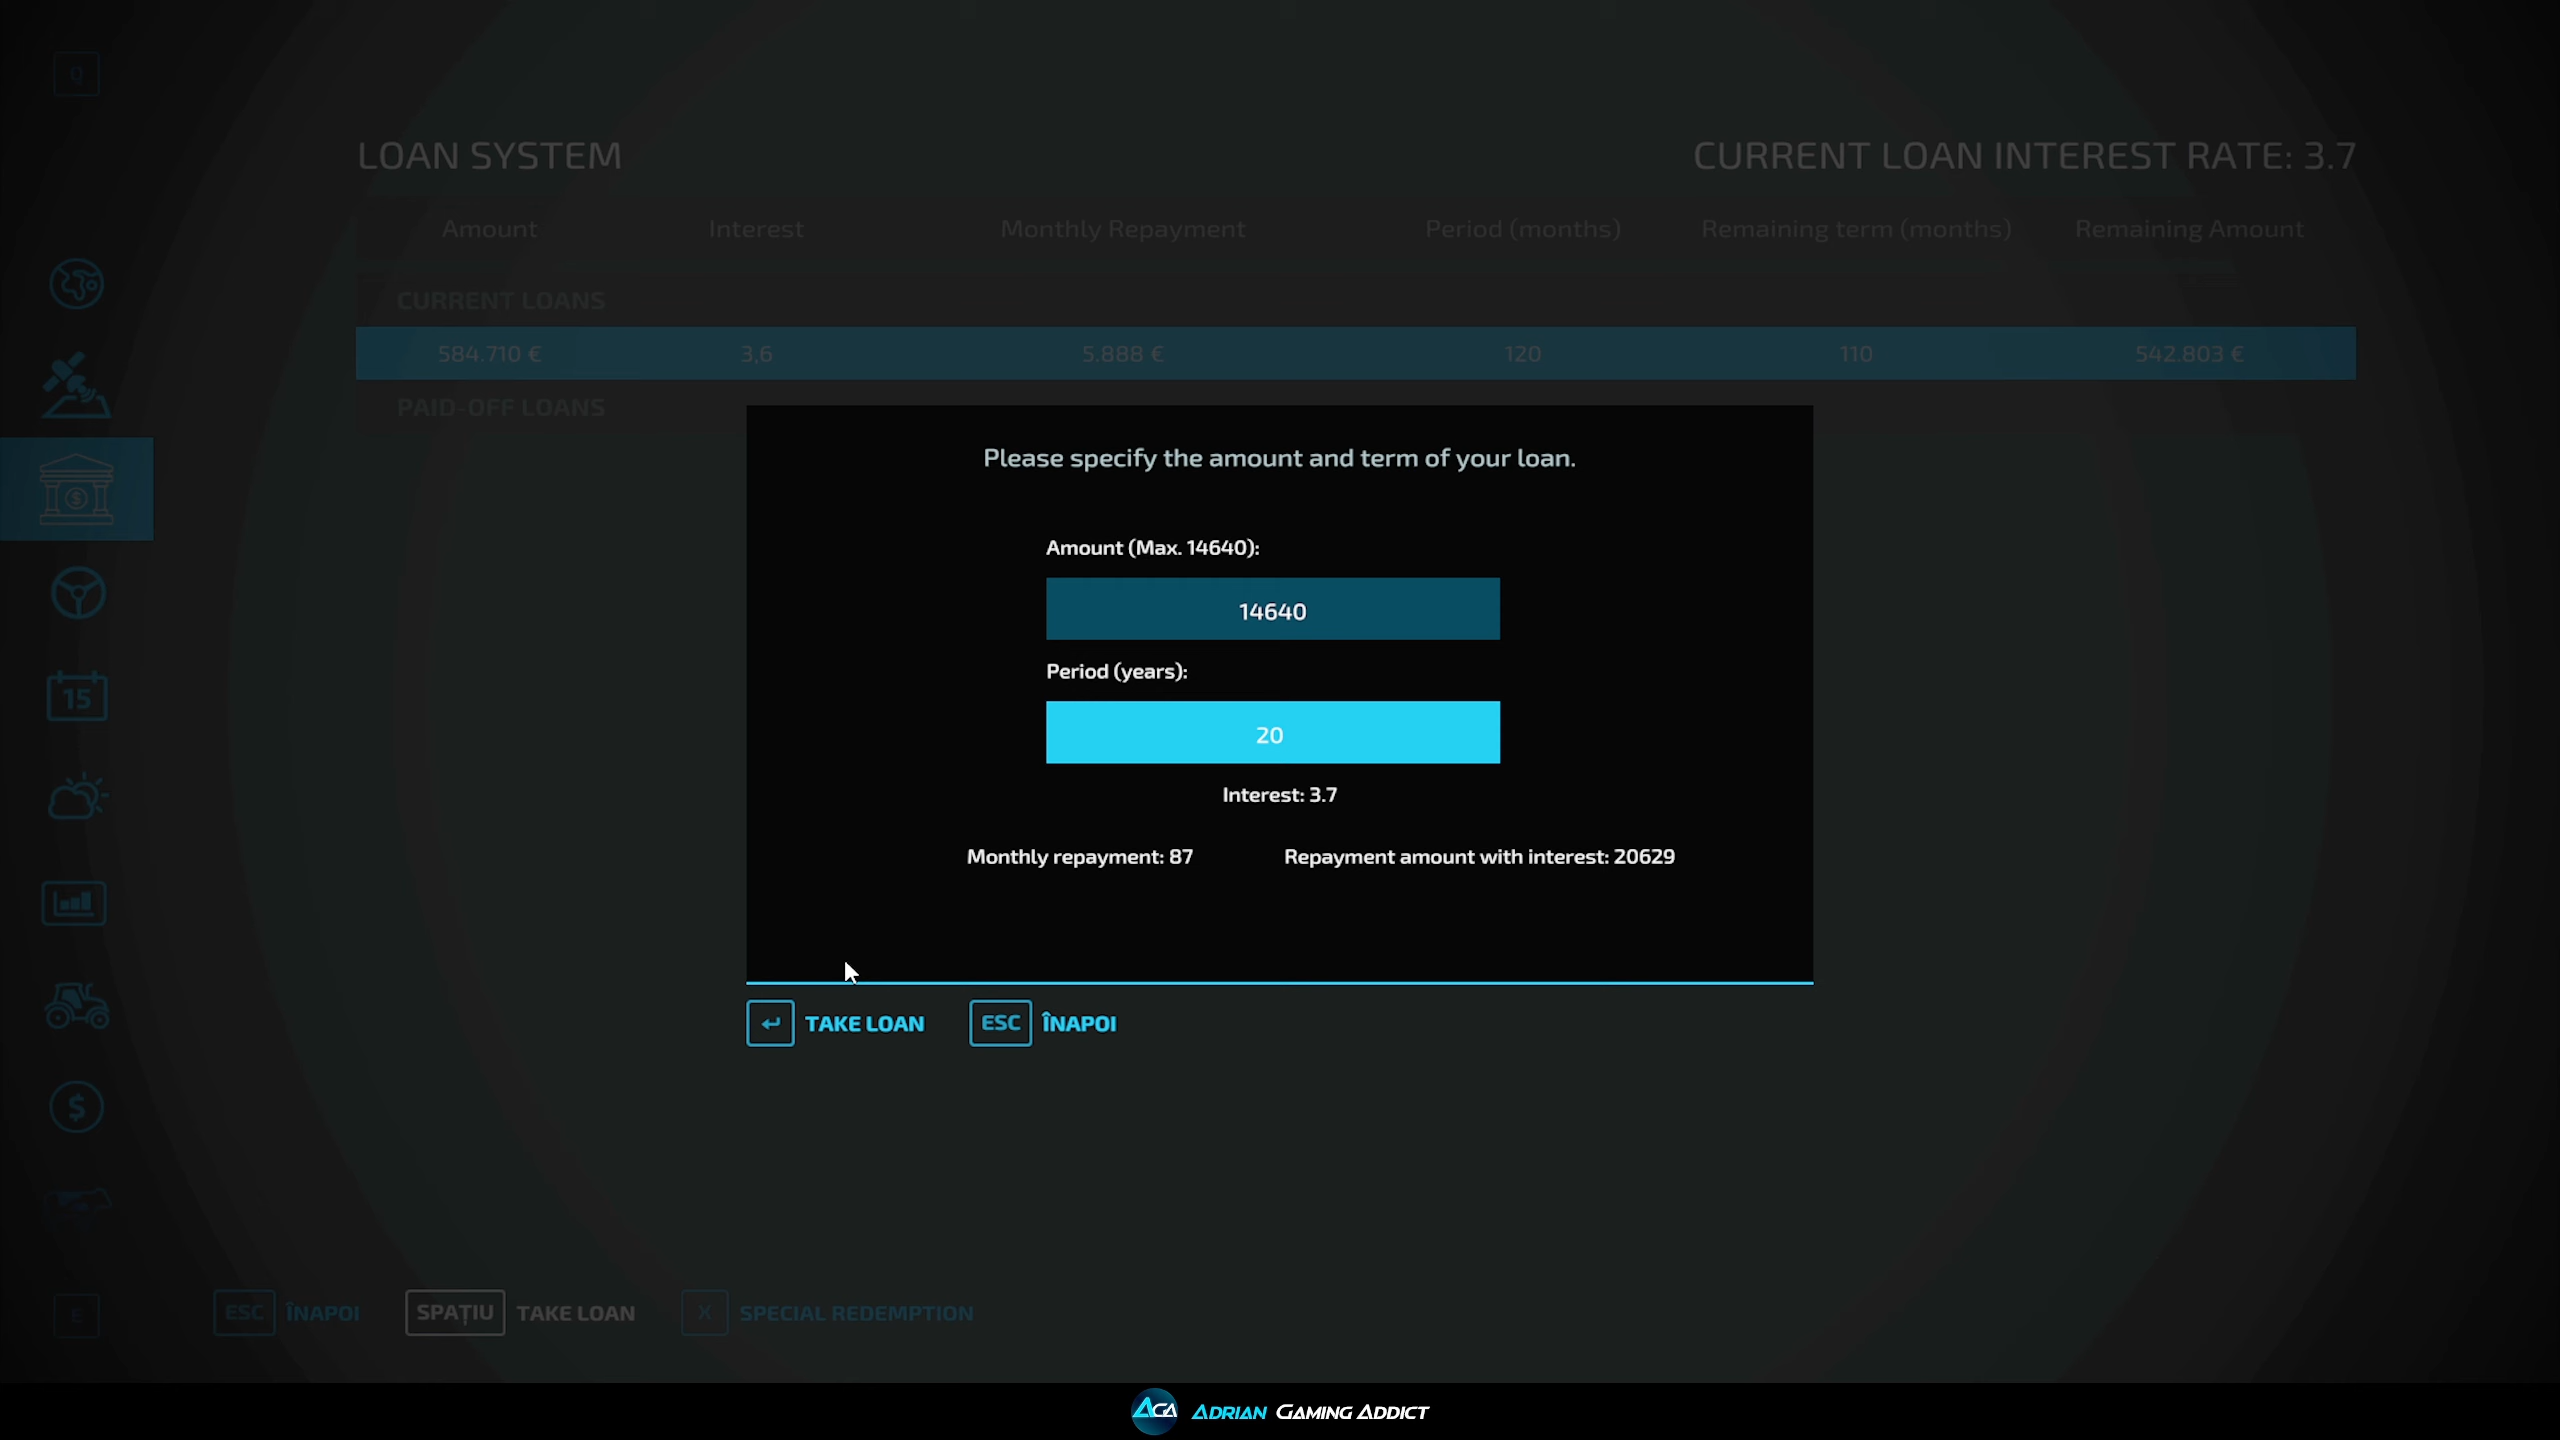 Q
LOAN SYSTEM
CURRENT LOAN INTEREST RATE: 3.7
Amount Interest Monthly Repayment Period (months) Remaining term (months) Remaining Amount
CURRENT LOANS
584.710 € 3,6 5.888 € 120 110 542.803 €
PAID-OFF LOANS
Please specify the amount and term of your loan.
Amount (Max. 14640):
14640
Period (years):
20
Interest: 3.7
Monthly repayment: 87 Repayment amount with interest: 20629
TAKE LOAN ESC ÎNAPOI
15
E
ESC ÎNAPOI SPAȚIU TAKE LOAN X SPECIAL REDEMPTION
AGA ADRIAN GAMING ADDICT